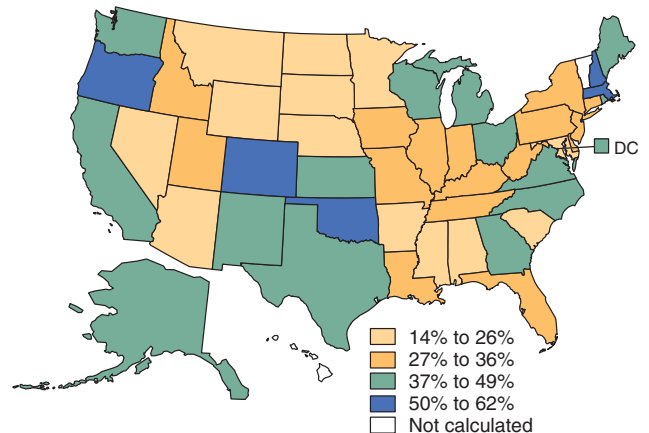 DC
14% to 26%
27% to 36%
37% to 49%
50% to 62%
Not calculated